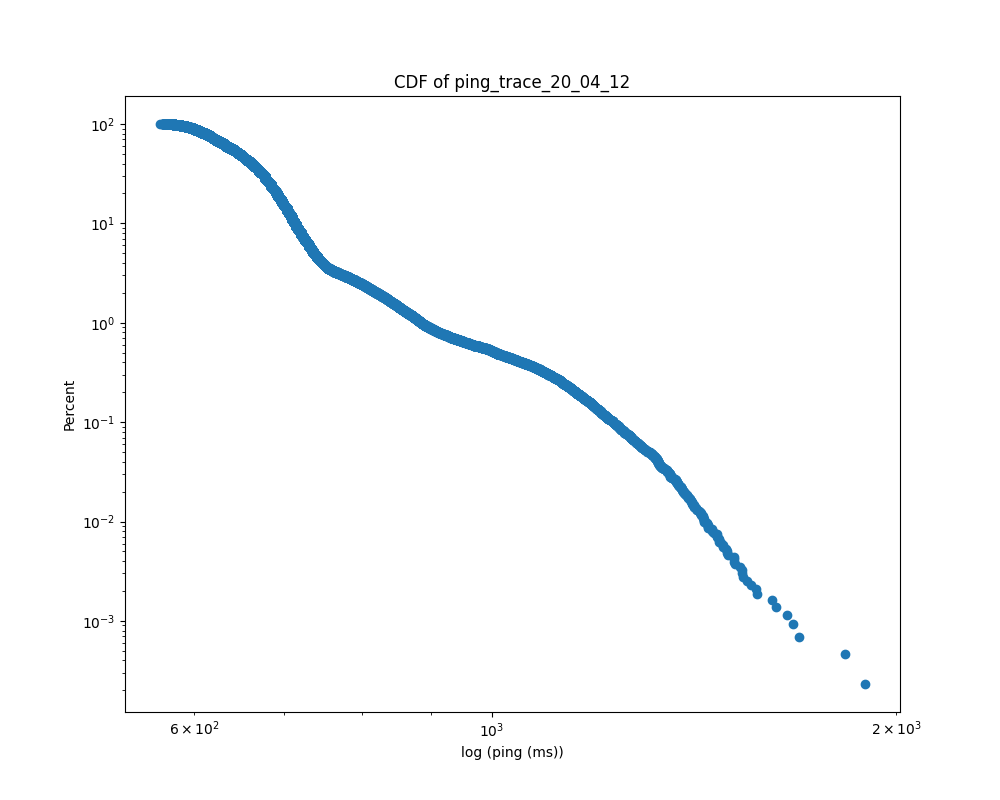 CDF of ping_trace_20_04_12
Percent
10²
10¹
10⁰
10⁻¹
10⁻²
10⁻³
6 × 10²
10³
2 × 10³
log (ping (ms))